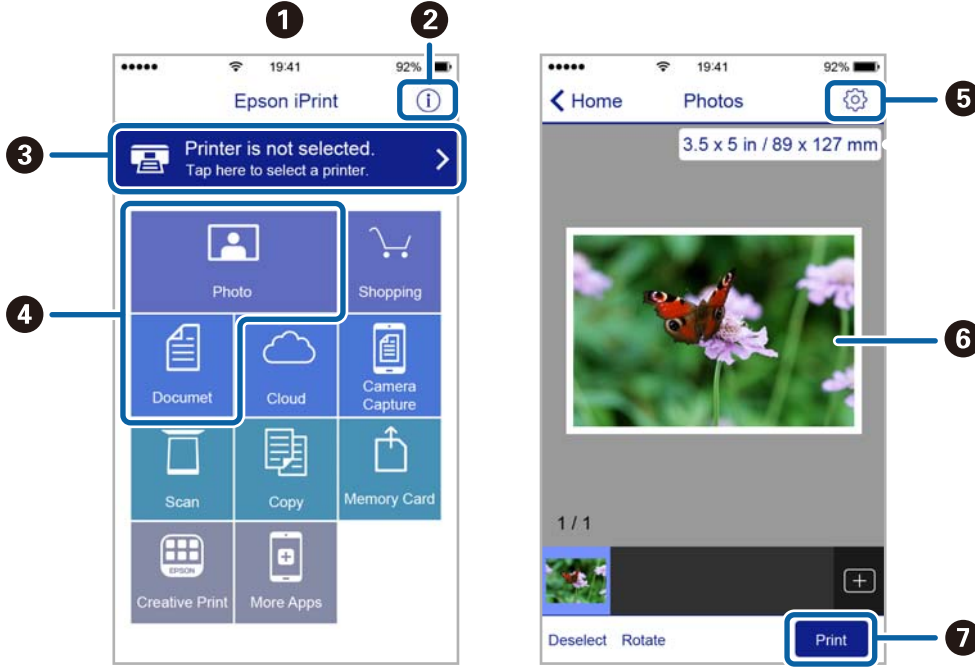 1
2
••••• 19:41 92%
Epson iPrint
3
Printer is not selected.
Tap here to select a printer.
4
Photo
Shopping
Documet
Cloud
Camera
Capture
Scan
Copy
Memory Card
EPSON
Creative Print
More Apps
••••• 19:41 92%
Home
Photos
5
3.5 x 5 in / 89 x 127 mm
6
1 / 1
Deselect
Rotate
Print
7